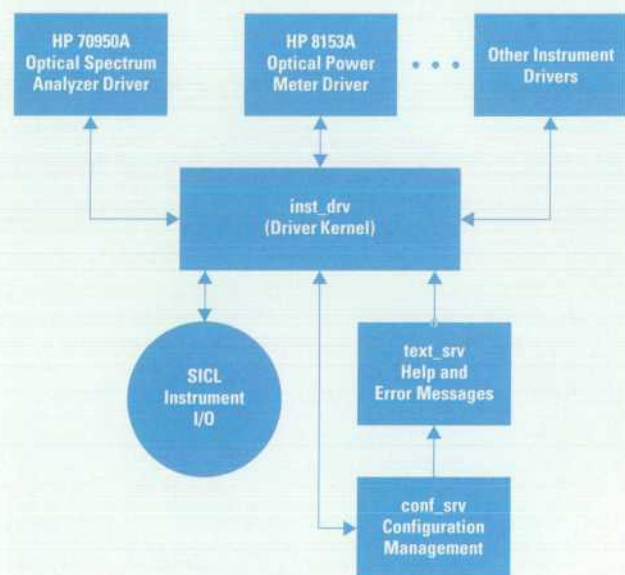 HP 70950A
Optical Spectrum
Analyzer Driver
HP 8153A
Optical Power
Meter Driver
Other Instrument
Drivers
inst_drv
(Driver Kernel)
SICL
Instrument
I/O
text_srv
Help and
Error Messages
conf_srv
Configuration
Management